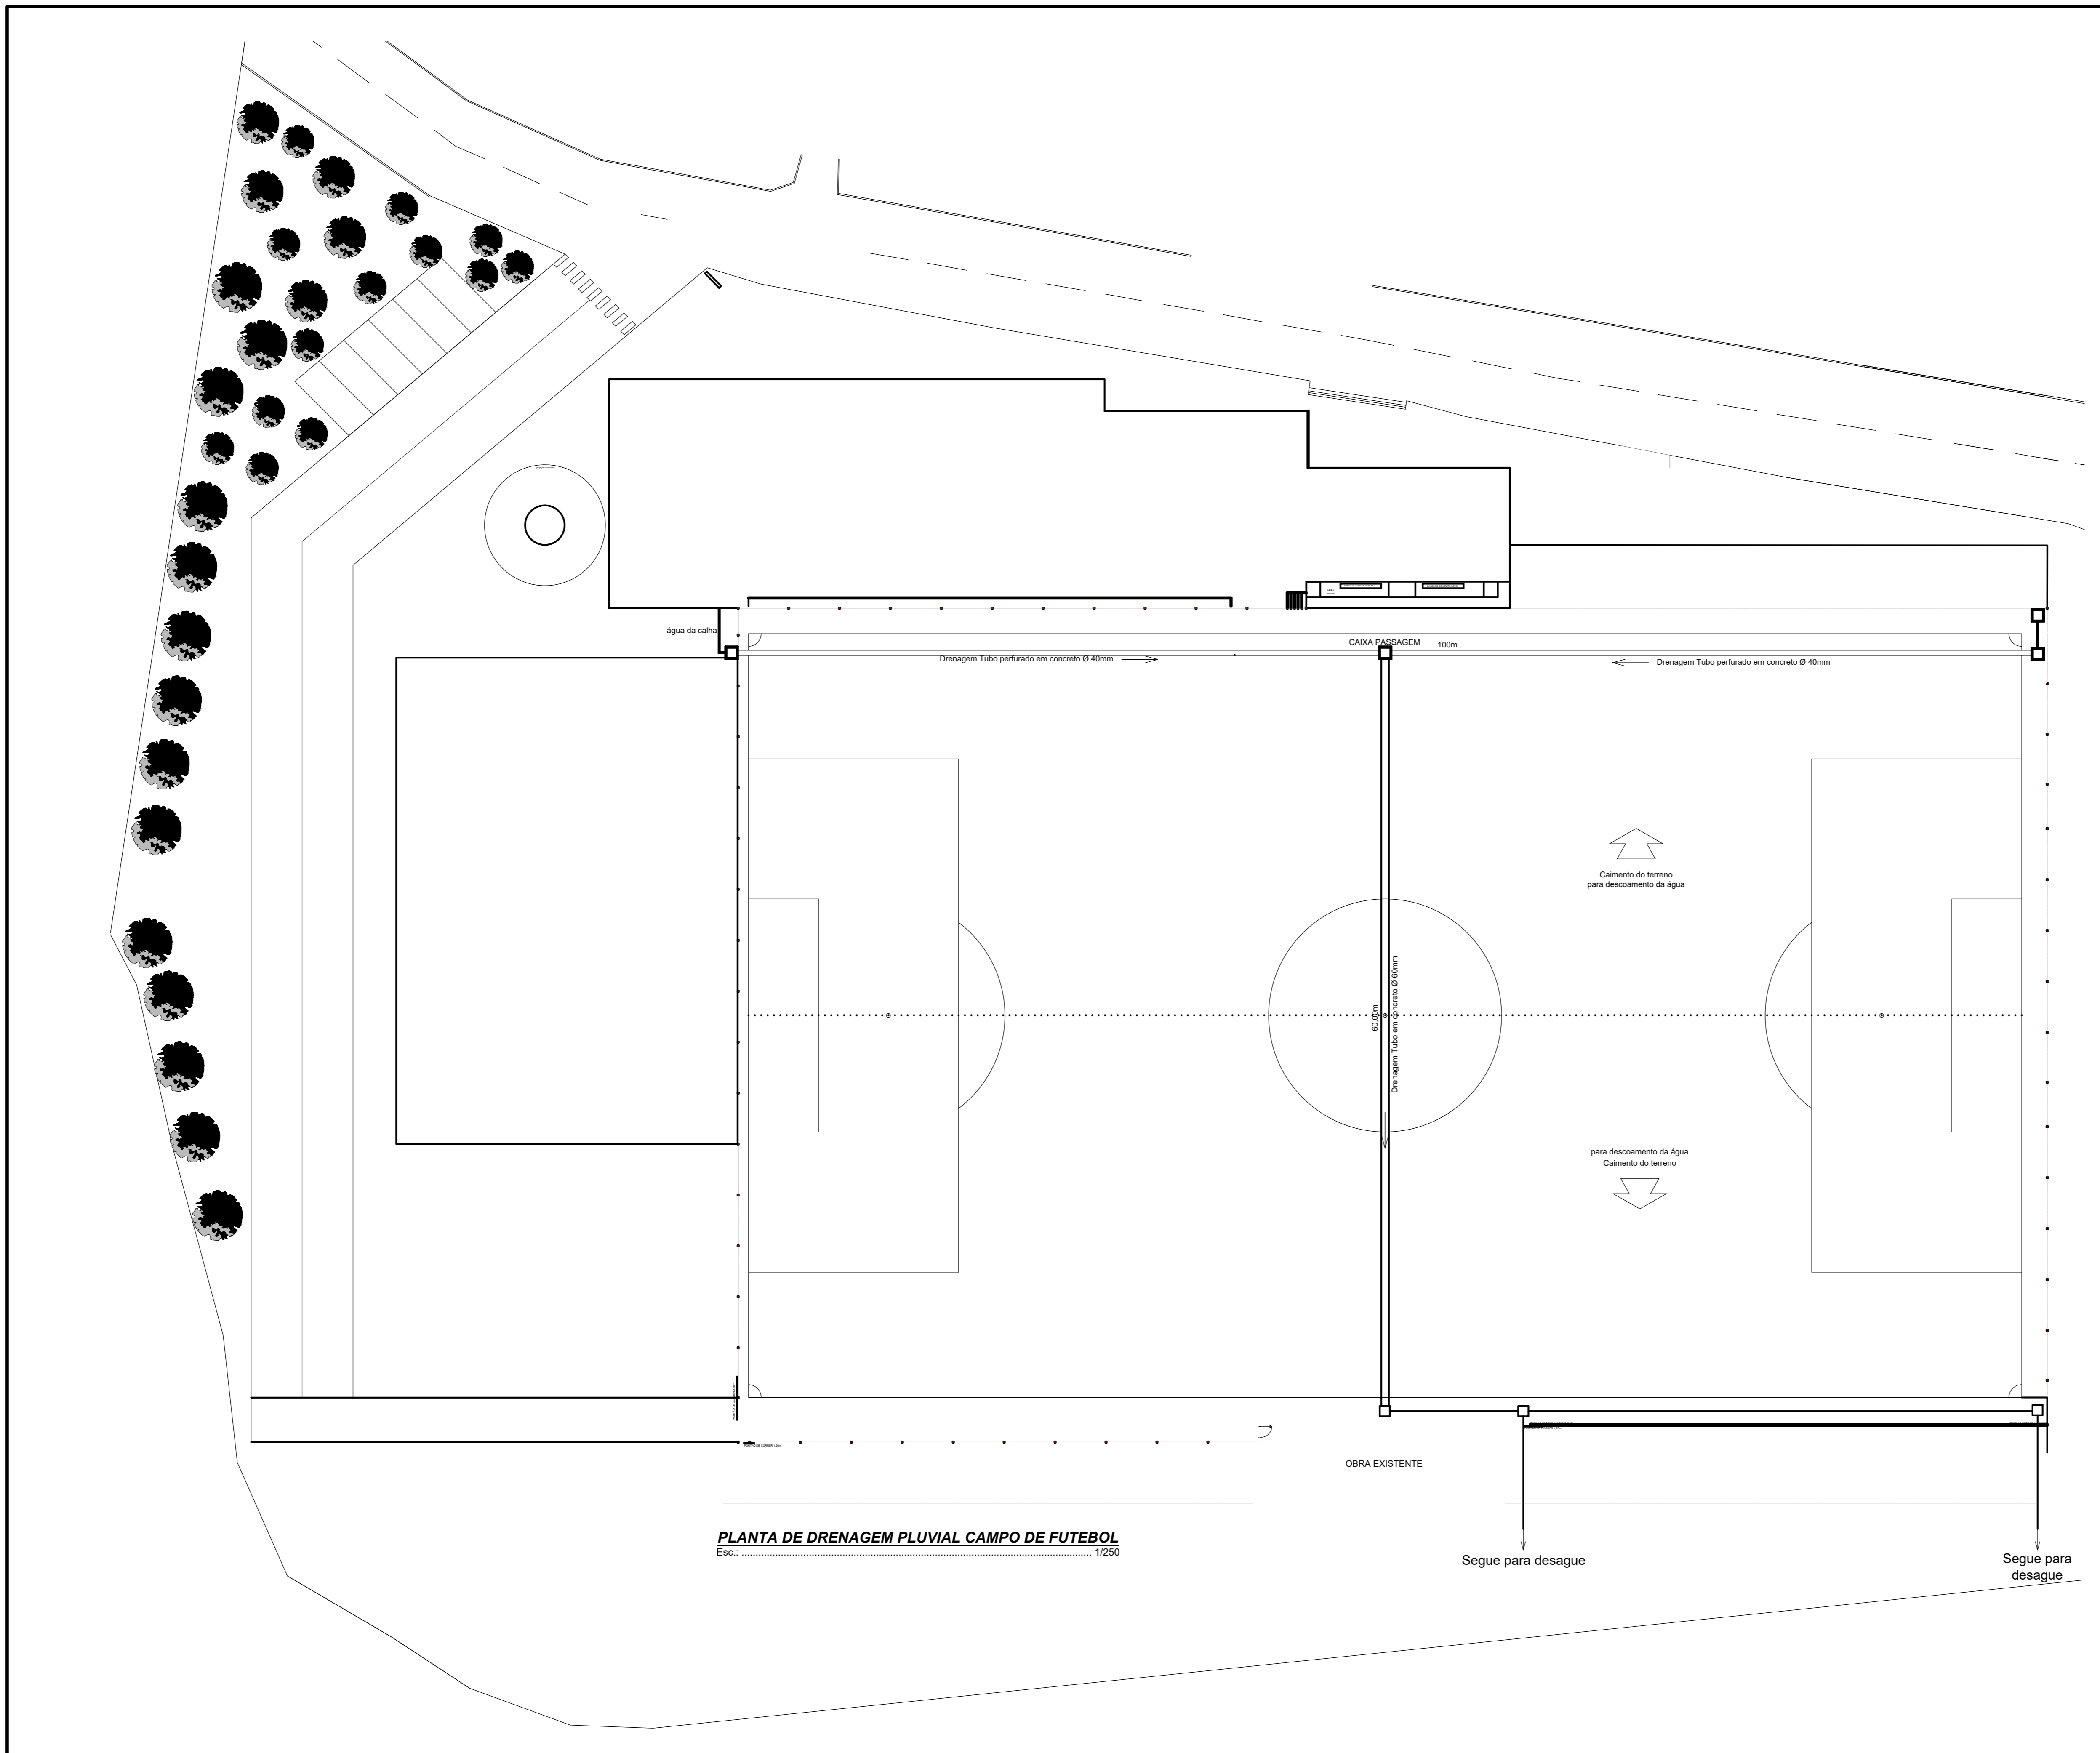 água da calha
CAIXA PASSAGEM
100m
Drenagem Tubo perfurado em concreto Ø 40mm
Drenagem Tubo perfurado em concreto Ø 40mm
Caimento do terreno
para descoamento da água
60,00m
Drenagem Tubo em concreto Ø 60mm
para descoamento da água
Caimento do terreno
OBRA EXISTENTE
PLANTA DE DRENAGEM PLUVIAL CAMPO DE FUTEBOL
Esc.: ........................................................................................................................ 1/250
Segue para desague
Segue para
desague